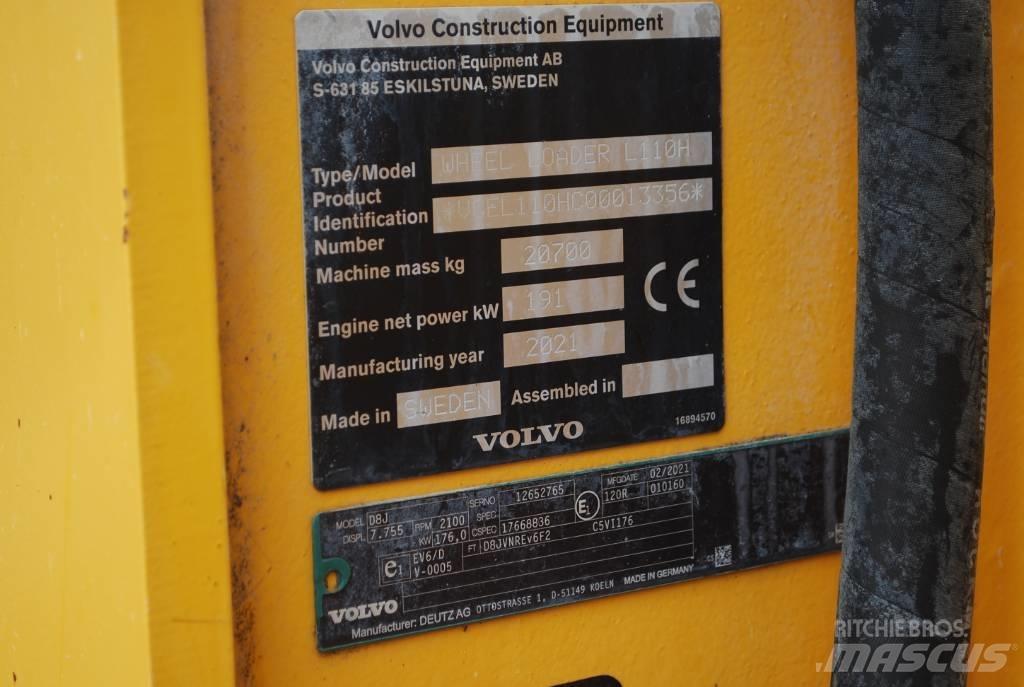 Volvo Construction Equipment
Volvo Construction Equipment AB
S-631 85 ESKILSTUNA, SWEDEN
Type/Model WHEEL LOADER L110H
Product
Identification
Number *VCEL110HC00013356*
Machine mass kg 20700
Engine net power kW 191
CE
Manufacturing year 2021
Made in SWEDEN Assembled in
VOLVO
16894570
MODEL D8J SERNO 12652765 MFGDATE 02/2021
DISPL. 7.755 RPM 2100 SPEC 120R 010160
KW 176,0 CSPEC 17668836 C5VI176
E1
e1 EV6/D FT D8JVNREv6F2
V-0005
VOLVO
Manufacturer: DEUTZ AG OTTOSTRASSE 1, D-51149 KOELN MADE IN GERMANY
RITCHIE BROS.
MASCUS